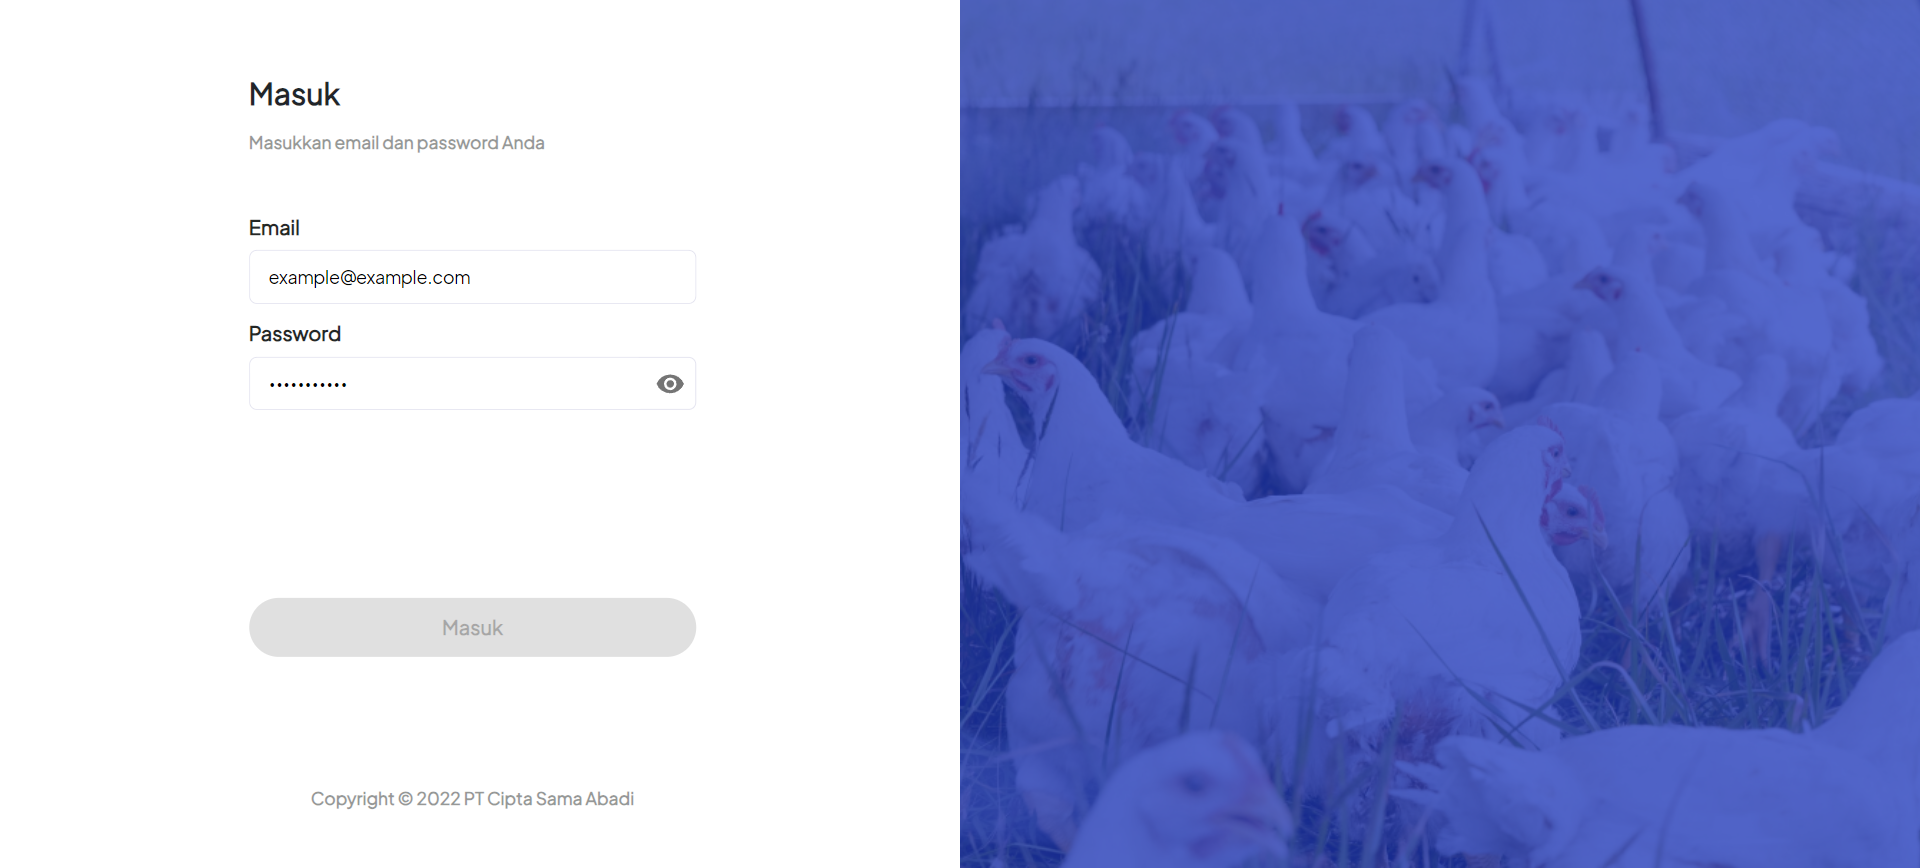 Masuk
Masukkan email dan password Anda
Email
example@example.com
Password
•••••••••••
Masuk
Copyright © 2022 PT Cipta Sama Abadi